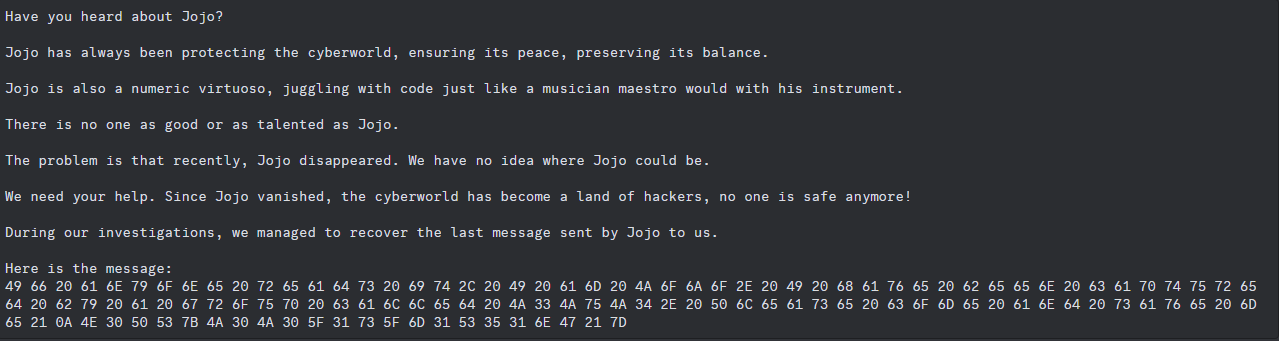 Have you heard about Jojo?
Jojo has always been protecting the cyberworld, ensuring its peace, preserving its balance.
Jojo is also a numeric virtuoso, juggling with code just like a musician maestro would with his instrument.
There is no one as good or as talented as Jojo.
The problem is that recently, Jojo disappeared. We have no idea where Jojo could be.
We need your help. Since Jojo vanished, the cyberworld has become a land of hackers, no one is safe anymore!
During our investigations, we managed to recover the last message sent by Jojo to us.
Here is the message:
49 66 20 61 6E 79 6F 6E 65 20 72 65 61 64 73 20 69 74 2C 20 49 20 61 6D 20 4A 6F 6A 6F 2E 20 49 20 68 61 76 65 20 62 65 65 6E 20 63 61 70 74 75 72 65
64 20 62 79 20 61 20 67 72 6F 75 70 20 63 61 6C 6C 65 64 20 4A 33 4A 75 4A 34 2E 20 50 6C 65 61 73 65 20 63 6F 6D 65 20 61 6E 64 20 73 61 76 65 20 6D
65 21 0A 4E 30 50 53 7B 4A 30 4A 30 5F 31 73 5F 6D 31 53 35 31 6E 47 21 7D